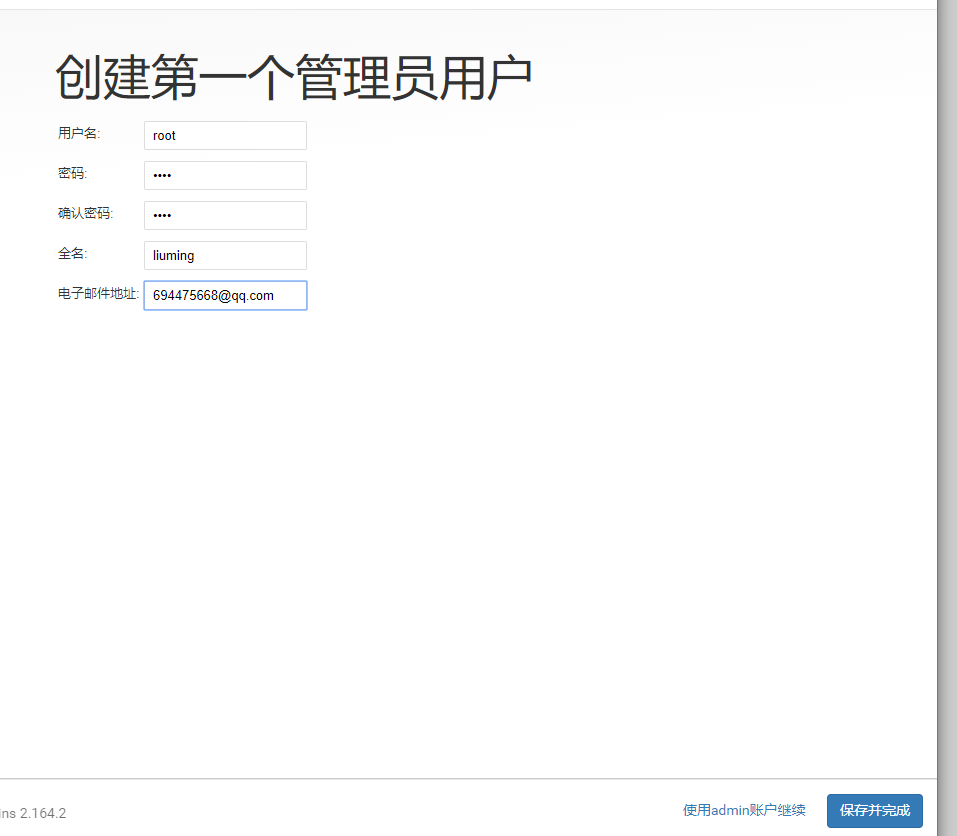 创建第一个管理员用户
用户名: root
密码: ••••
确认密码: ••••
全名: liuming
电子邮件地址: 694475668@qq.com
ins 2.164.2 使用admin账户继续 保存并完成